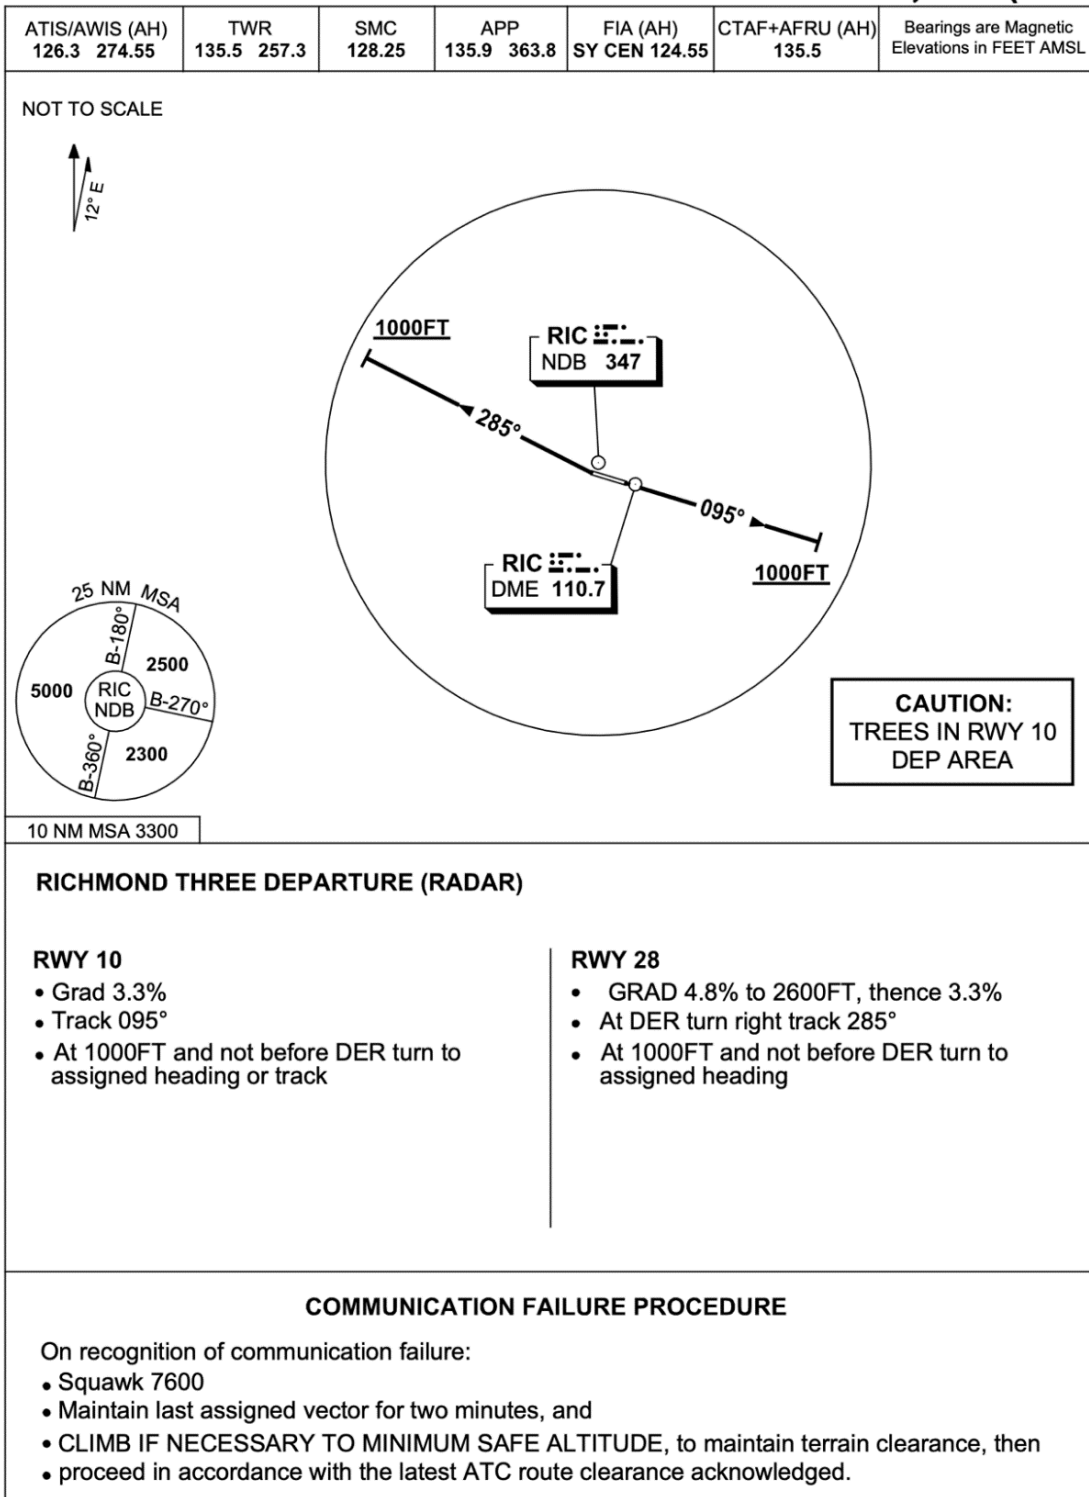 ATIS/AWIS (AH)
126.3 274.55
TWR
135.5 257.3
SMC
128.25
APP
135.9 363.8
FIA (AH)
SY CEN 124.55
CTAF+AFRU (AH)
135.5
Bearings are Magnetic
Elevations in FEET AMSL
NOT TO SCALE
12° E
1000FT
RIC
NDB 347
285°
095°
RIC
DME 110.7
1000FT
25 NM MSA
B-180°
2500
5000
RIC
NDB
B-270°
B-360°
2300
10 NM MSA 3300
CAUTION:
TREES IN RWY 10
DEP AREA
RICHMOND THREE DEPARTURE (RADAR)
RWY 10
• Grad 3.3%
• Track 095°
• At 1000FT and not before DER turn to
assigned heading or track
RWY 28
• GRAD 4.8% to 2600FT, thence 3.3%
• At DER turn right track 285°
• At 1000FT and not before DER turn to
assigned heading
COMMUNICATION FAILURE PROCEDURE
On recognition of communication failure:
• Squawk 7600
• Maintain last assigned vector for two minutes, and
• CLIMB IF NECESSARY TO MINIMUM SAFE ALTITUDE, to maintain terrain clearance, then
• proceed in accordance with the latest ATC route clearance acknowledged.